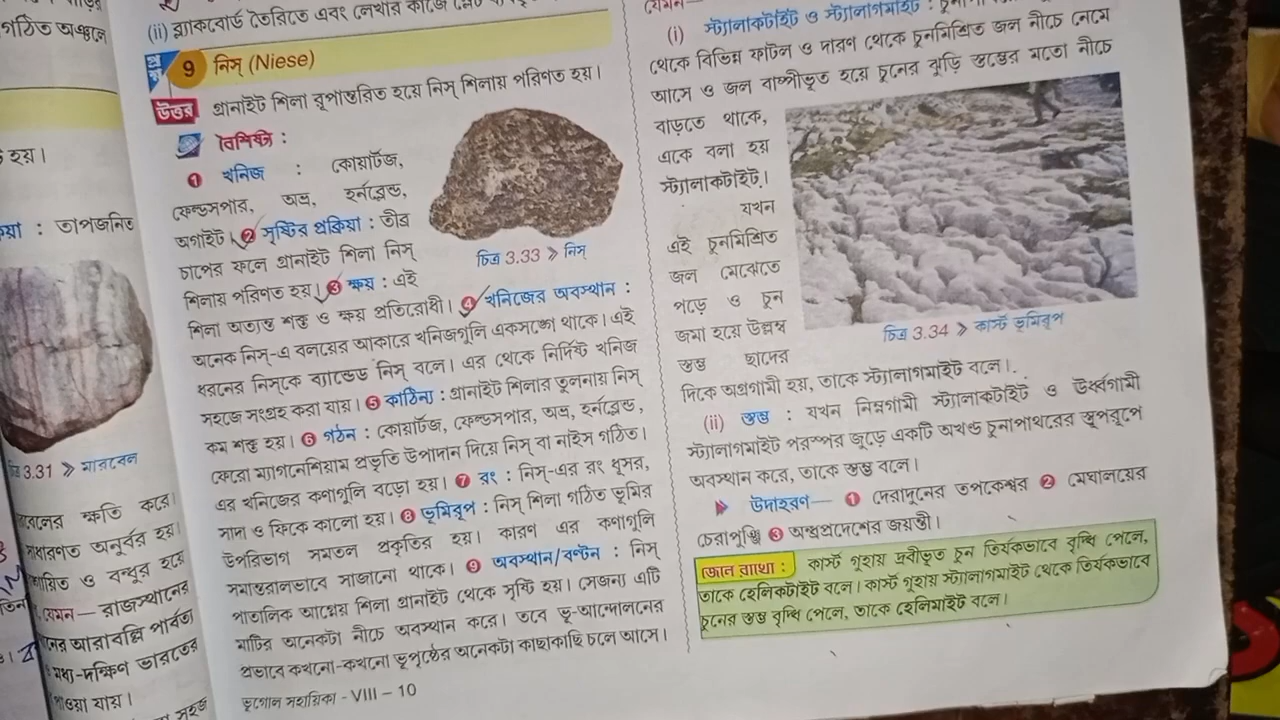 গঠিত অঞ্চলে
হয়।
: তাপজনিত
3.31 » মারবেল
ক্ষতি করে।
অনুর্বর হয়।
ও বন্ধুর হয়ে
যেমন— রাজস্থানের
আরাবল্লি পার্বত্য
মধ্য-দক্ষিণ ভারতের
পাওয়া যায়।
(ii) ব্ল্যাকবোর্ড তৈরিতে এবং লেখার কাজে স্লেট
প্রশ্ন 9 নিস্ (Niese)
উত্তর গ্রানাইট শিলা রূপান্তরিত হয়ে নিস্ শিলায় পরিণত হয়।
বৈশিষ্ট্য :
1 খনিজ : কোয়ার্টজ,
ফেল্ডসপার, অভ্র, হর্নব্লেন্ড,
অগাইট। 2 সৃষ্টির প্রক্রিয়া : তীব্র
চাপের ফলে গ্রানাইট শিলা নিস্
শিলায় পরিণত হয়। 3 ক্ষয় : এই
চিত্র 3.33 » নিস্
শিলা অত্যন্ত শক্ত ও ক্ষয় প্রতিরোধী। 4 খনিজের অবস্থান :
অনেক নিস্-এ বলয়ের আকারে খনিজগুলি একসঙ্গে থাকে। এই
ধরনের নিস্‌কে ব্যান্ডেড নিস্ বলে। এর থেকে নির্দিষ্ট খনিজ
সহজে সংগ্রহ করা যায়। 5 কাঠিন্য : গ্রানাইট শিলার তুলনায় নিস্
কম শক্ত হয়। 6 গঠন : কোয়ার্টজ, ফেল্ডসপার, অভ্র, হর্নব্লেন্ড,
ফেরো ম্যাগনেশিয়াম প্রভৃতি উপাদান দিয়ে নিস্ বা নাইস গঠিত।
এর খনিজের কণাগুলি বড়ো হয়। 7 রং : নিস্-এর রং ধূসর,
সাদা ও ফিকে কালো হয়। 8 ভূমিরূপ : নিস্ শিলা গঠিত ভূমির
উপরিভাগ সমতল প্রকৃতির হয়। কারণ এর কণাগুলি
সমান্তরালভাবে সাজানো থাকে। 9 অবস্থান/বণ্টন : নিস্
পাতালিক আগ্নেয় শিলা গ্রানাইট থেকে সৃষ্টি হয়। সেজন্য এটি
মাটির অনেকটা নীচে অবস্থান করে। তবে ভূ-আন্দোলনের
প্রভাবে কখনো-কখনো ভূপৃষ্ঠের অনেকটা কাছাকাছি চলে আসে।
ভূগোল সহায়িকা - VIII – 10
যেমন—
(i) স্ট্যালাকটাইট ও স্ট্যালাগমাইট :
থেকে বিভিন্ন ফাটল ও দারণ থেকে চুনমিশ্রিত জল নীচে নেমে
আসে ও জল বাষ্পীভূত হয়ে চুনের ঝুড়ি স্তম্ভের মতো নীচে
বাড়তে থাকে,
একে বলা হয়
স্ট্যালাকটাইট।
যখন
এই চুনমিশ্রিত
জল মেঝেতে
পড়ে ও চুন
জমা হয়ে উল্লম্ব
স্তম্ভ ছাদের
চিত্র 3.34 » কার্স্ট ভূমিরূপ
দিকে অগ্রগামী হয়, তাকে স্ট্যালাগমাইট বলে।
(ii) স্তম্ভ : যখন নিম্নগামী স্ট্যালাকটাইট ও ঊর্ধ্বগামী
স্ট্যালাগমাইট পরস্পর জুড়ে একটি অখণ্ড চুনাপাথরের স্তূপরূপে
অবস্থান করে, তাকে স্তম্ভ বলে।
উদাহরণ— 1 দেরাদুনের তপকেশ্বর 2 মেঘালয়ের
চেরাপুঞ্জি 3 অন্ধ্রপ্রদেশের জয়ন্তী।
জেনে রাখো : কার্স্ট গুহায় দ্রবীভূত চুন তির্যকভাবে বৃদ্ধি পেলে,
তাকে হেলিকটাইট বলে। কার্স্ট গুহায় স্ট্যালাগমাইট থেকে তির্যকভাবে
চুনের স্তম্ভ বৃদ্ধি পেলে, তাকে হেলিমাইট বলে।